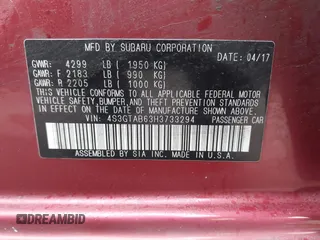 MFD BY SUBARU CORPORATION
DATE: 04/17
GVWR: 4299 LB ( 1950 KG)
GAWR: F 2183 LB ( 990 KG)
GAWR: R 2205 LB ( 1000 KG)
THIS VEHICLE CONFORMS TO ALL APPLICABLE FEDERAL MOTOR
VEHICLE SAFETY, BUMPER, AND THEFT PREVENTION STANDARDS
IN EFFECT ON THE DATE OF MANUFACTURE SHOWN ABOVE.
VIN: 4S3GTAB63H3733294 PASSENGER CAR
ASSEMBLED BY SIA INC. MADE IN U.S.A.
DREAMBID